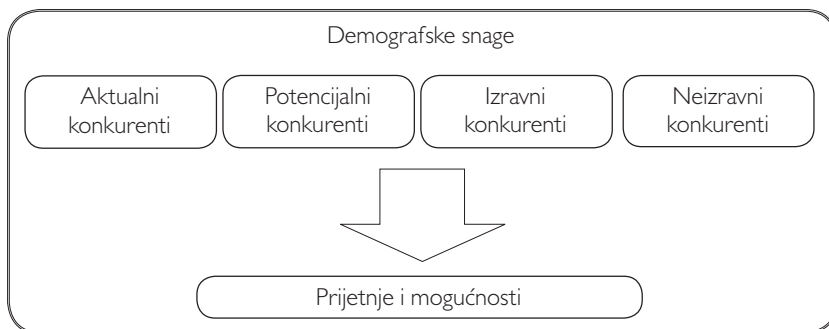 Demografske snage
Aktualni
konkurenti
Potencijalni
konkurenti
Izravni
konkurenti
Neizravni
konkurenti
Prijetnje i mogućnosti